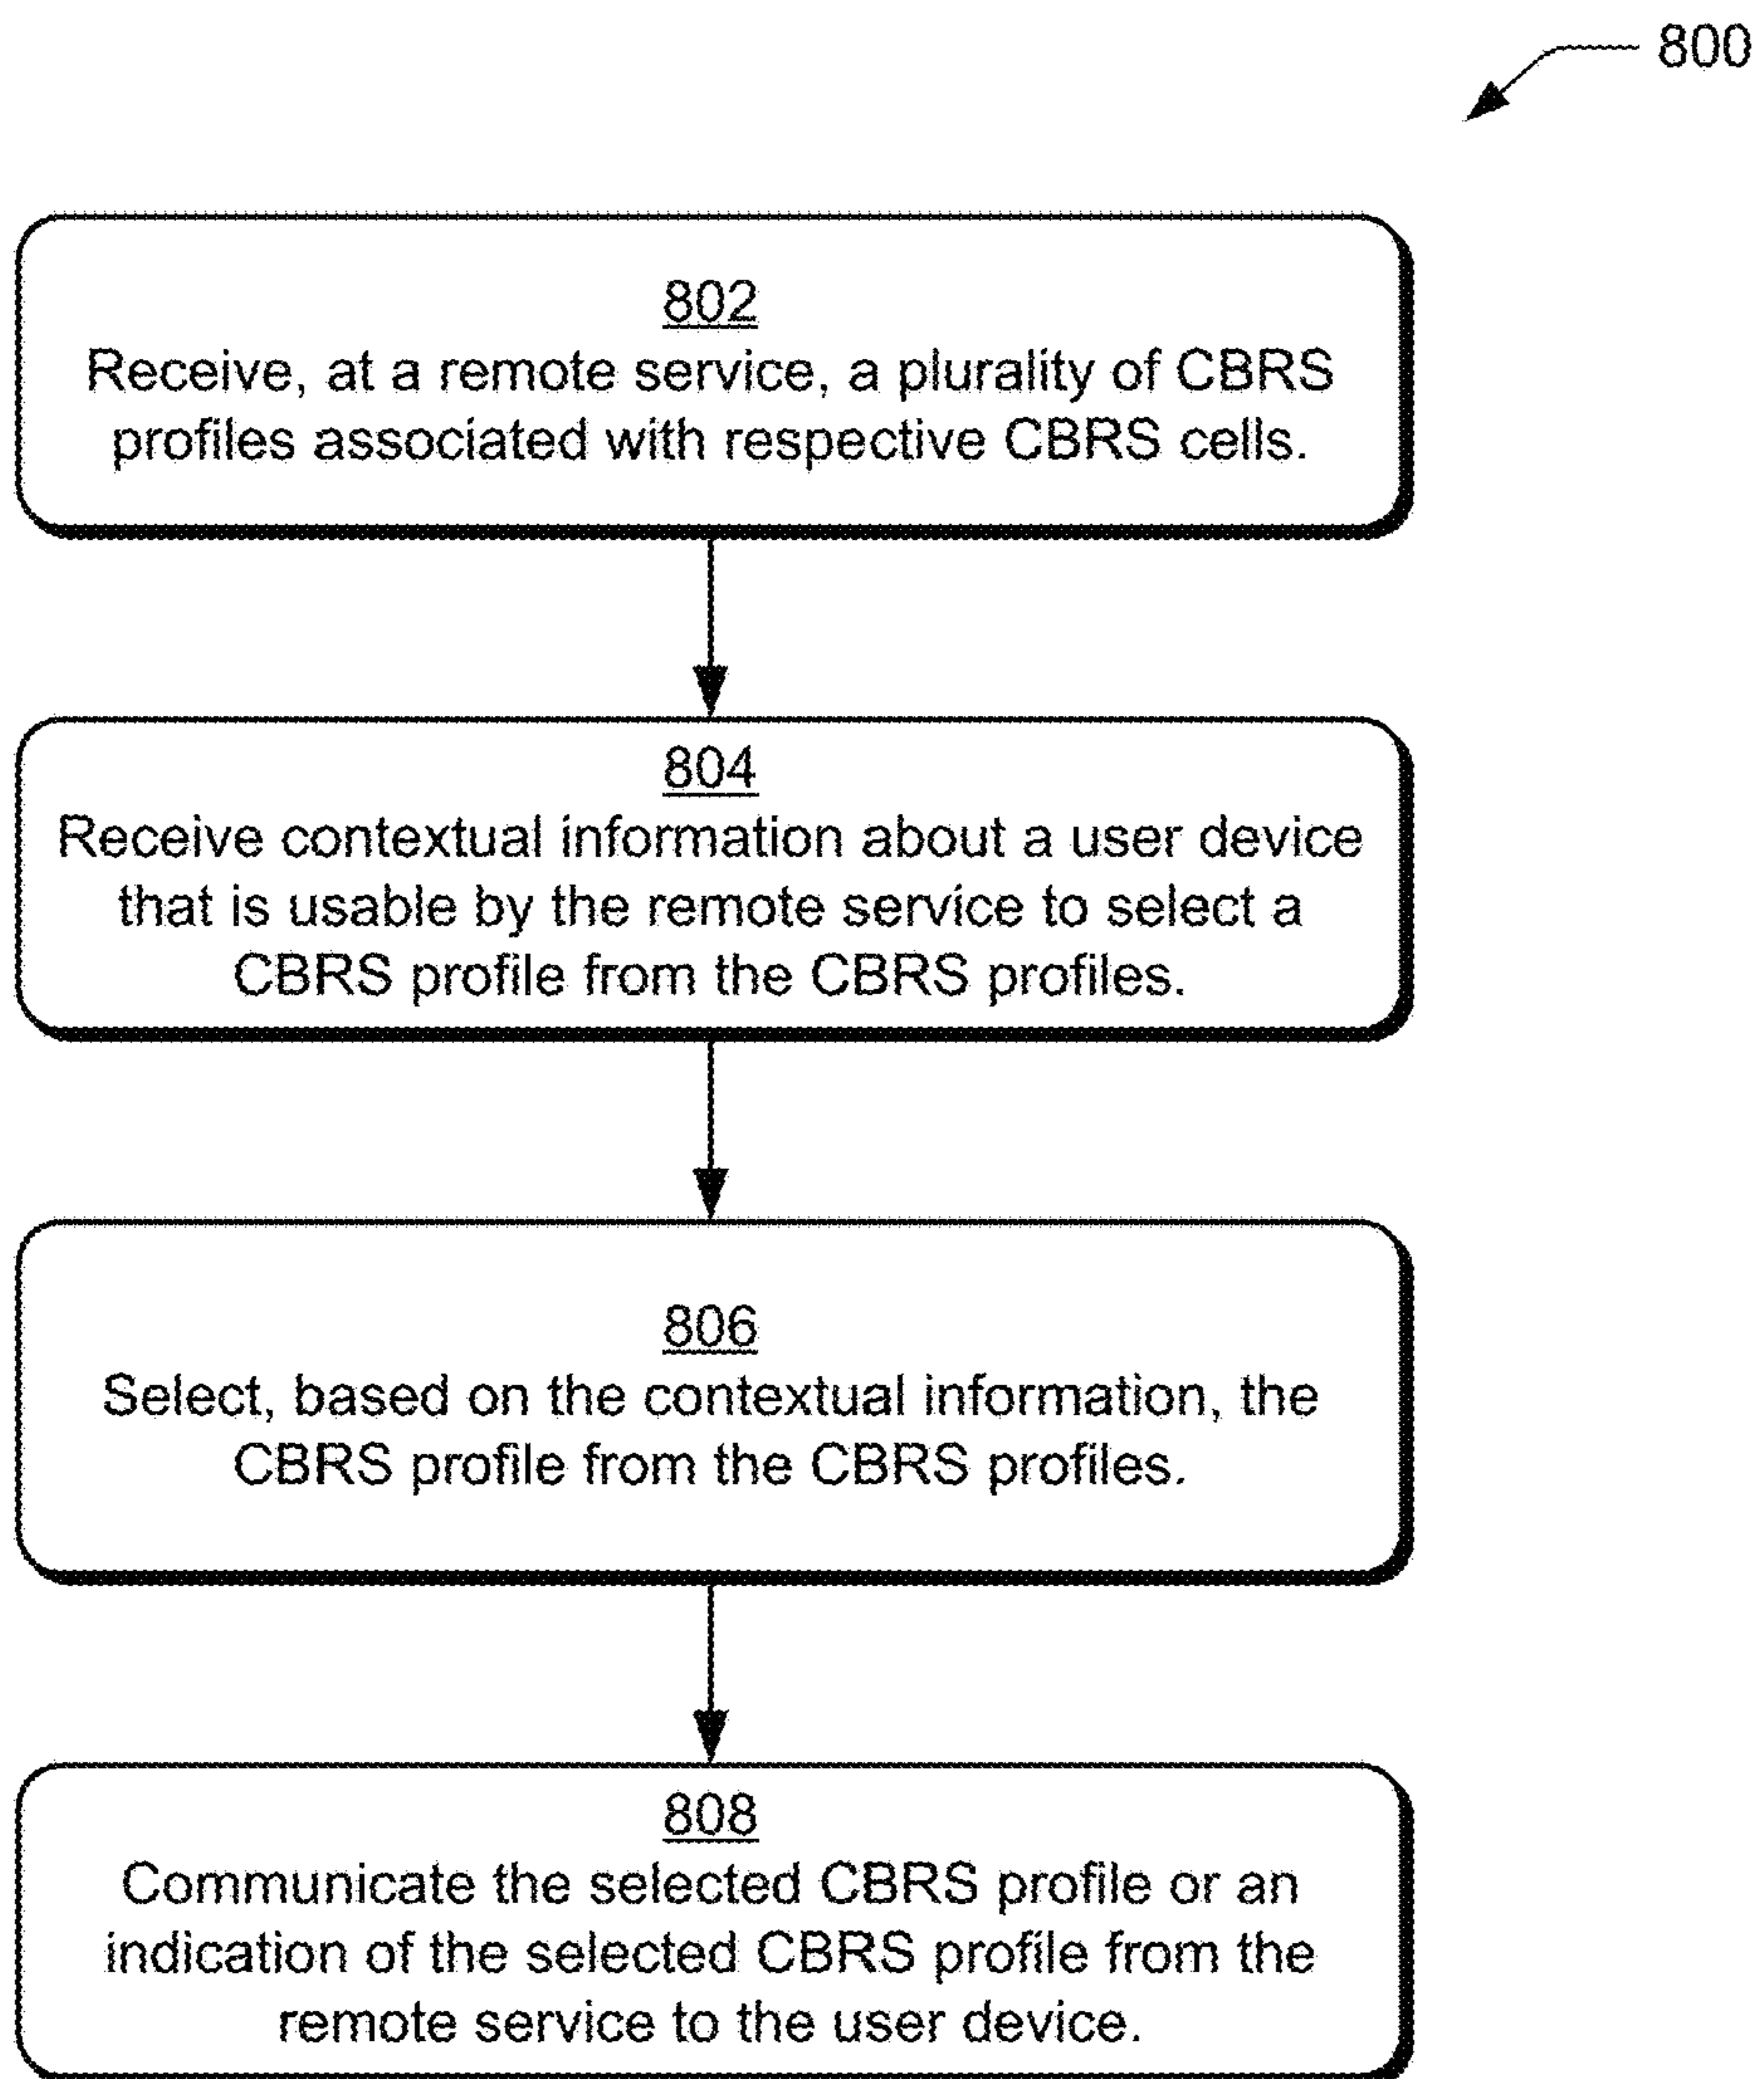 800
802
Receive, at a remote service, a plurality of CBRS
profiles associated with respective CBRS cells.
804
Receive contextual information about a user device
that is usable by the remote service to select a
CBRS profile from the CBRS profiles.
806
Select, based on the contextual information, the
CBRS profile from the CBRS profiles.
808
Communicate the selected CBRS profile or an
indication of the selected CBRS profile from the
remote service to the user device.